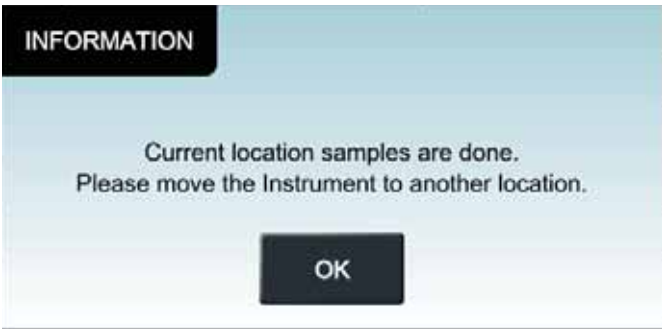 INFORMATION
Current location samples are done.
Please move the Instrument to another location.
OK